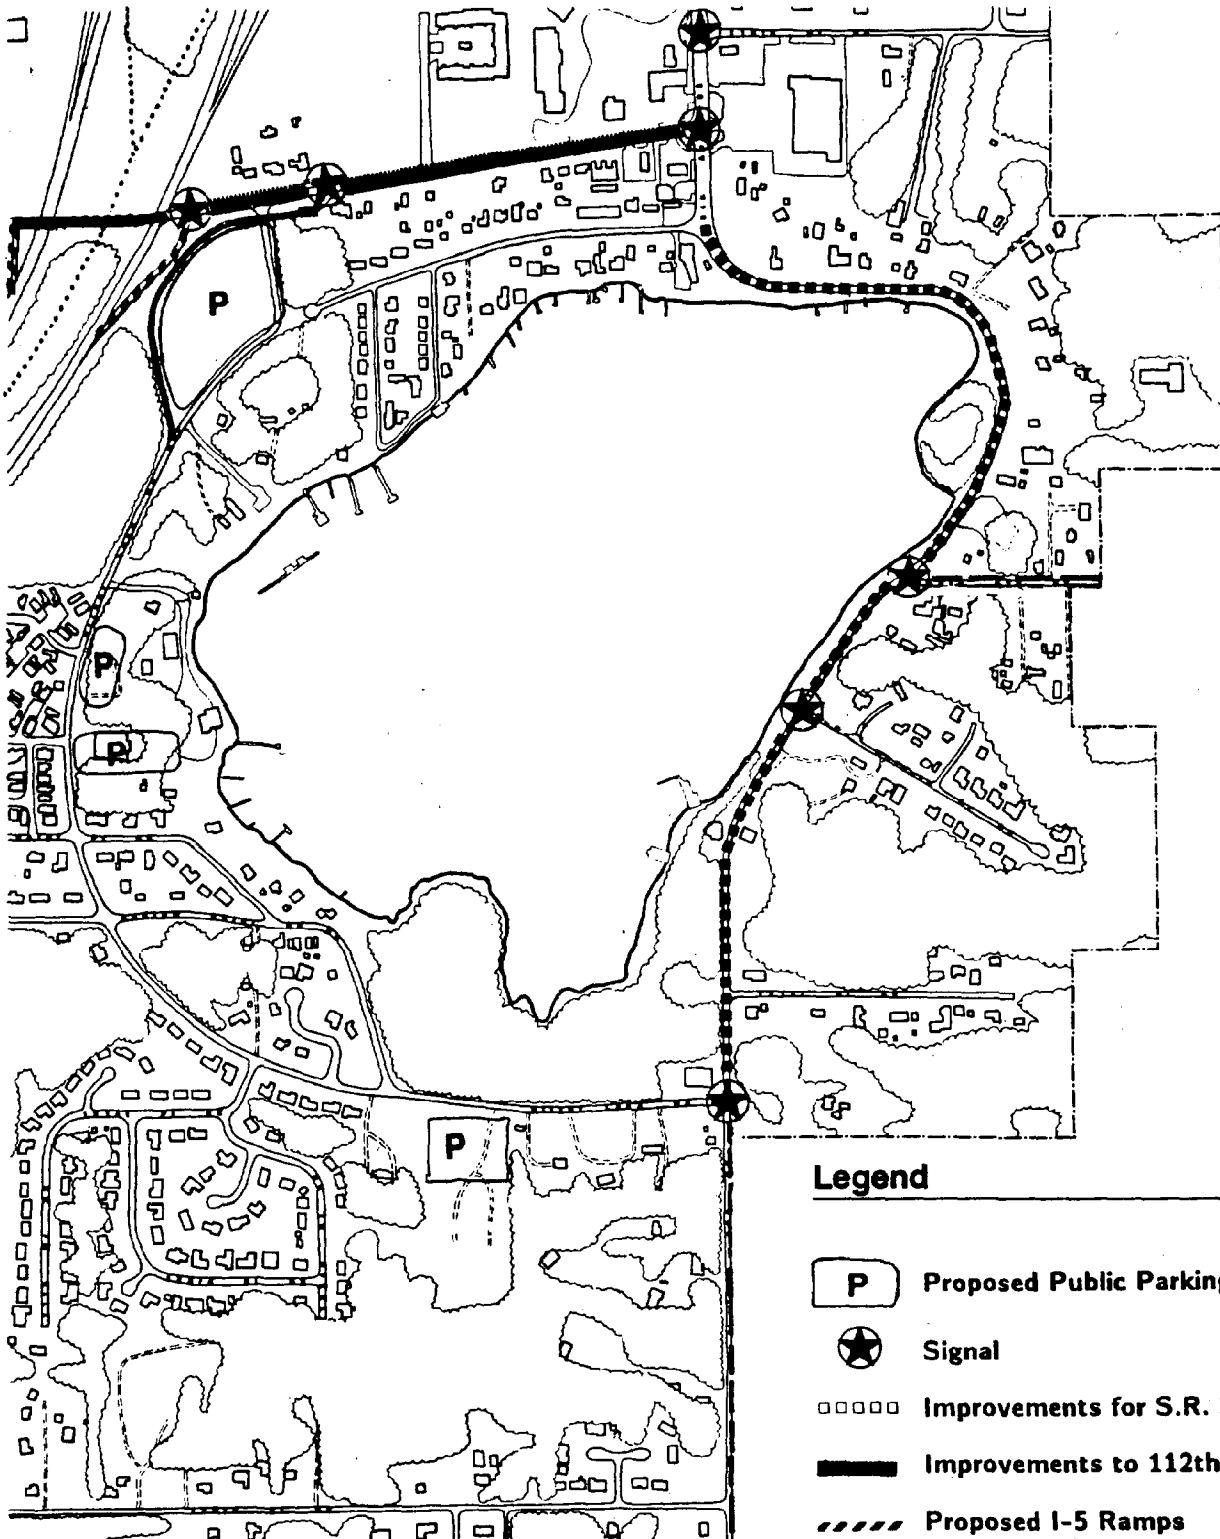 P
P
P
P
Legend
P Proposed Public Parking
Signal
Improvements for S.R.
Improvements to 112th
Proposed I-5 Ramps